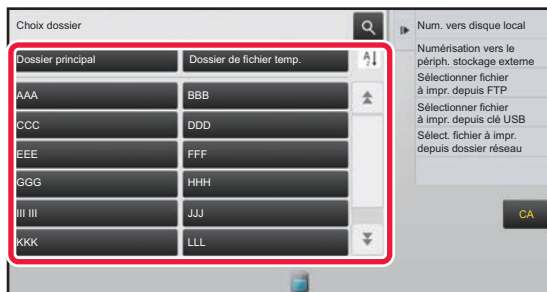 Choix dossier
Dossier principal
Dossier de fichier temp.
AAA
BBB
CCC
DDD
EEE
FFF
GGG
HHH
III III
JJJ
KKK
LLL
Num. vers disque local
Numérisation vers le
périph. stockage externe
Sélectionner fichier
à impr. depuis FTP
Sélectionner fichier
à impr. depuis clé USB
Sélect. fichier à impr.
depuis dossier réseau
CA